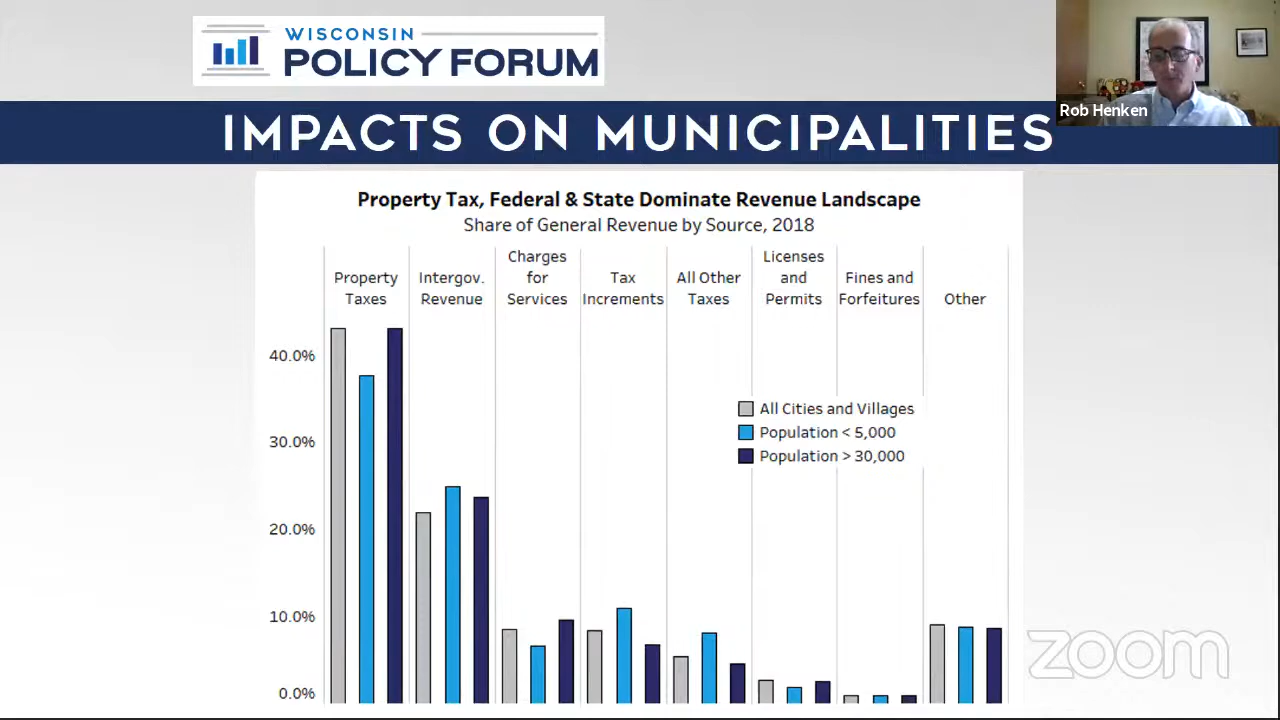 WISCONSIN
POLICY FORUM
Rob Henken
IMPACTS ON MUNICIPALITIES
Property Tax, Federal & State Dominate Revenue Landscape
Share of General Revenue by Source, 2018
Property
Taxes
Intergov.
Revenue
Charges
for
Services
Tax
Increments
All Other
Taxes
Licenses
and
Permits
Fines and
Forfeitures
Other
40.0%
30.0%
20.0%
10.0%
0.0%
All Cities and Villages
Population < 5,000
Population > 30,000
zoom